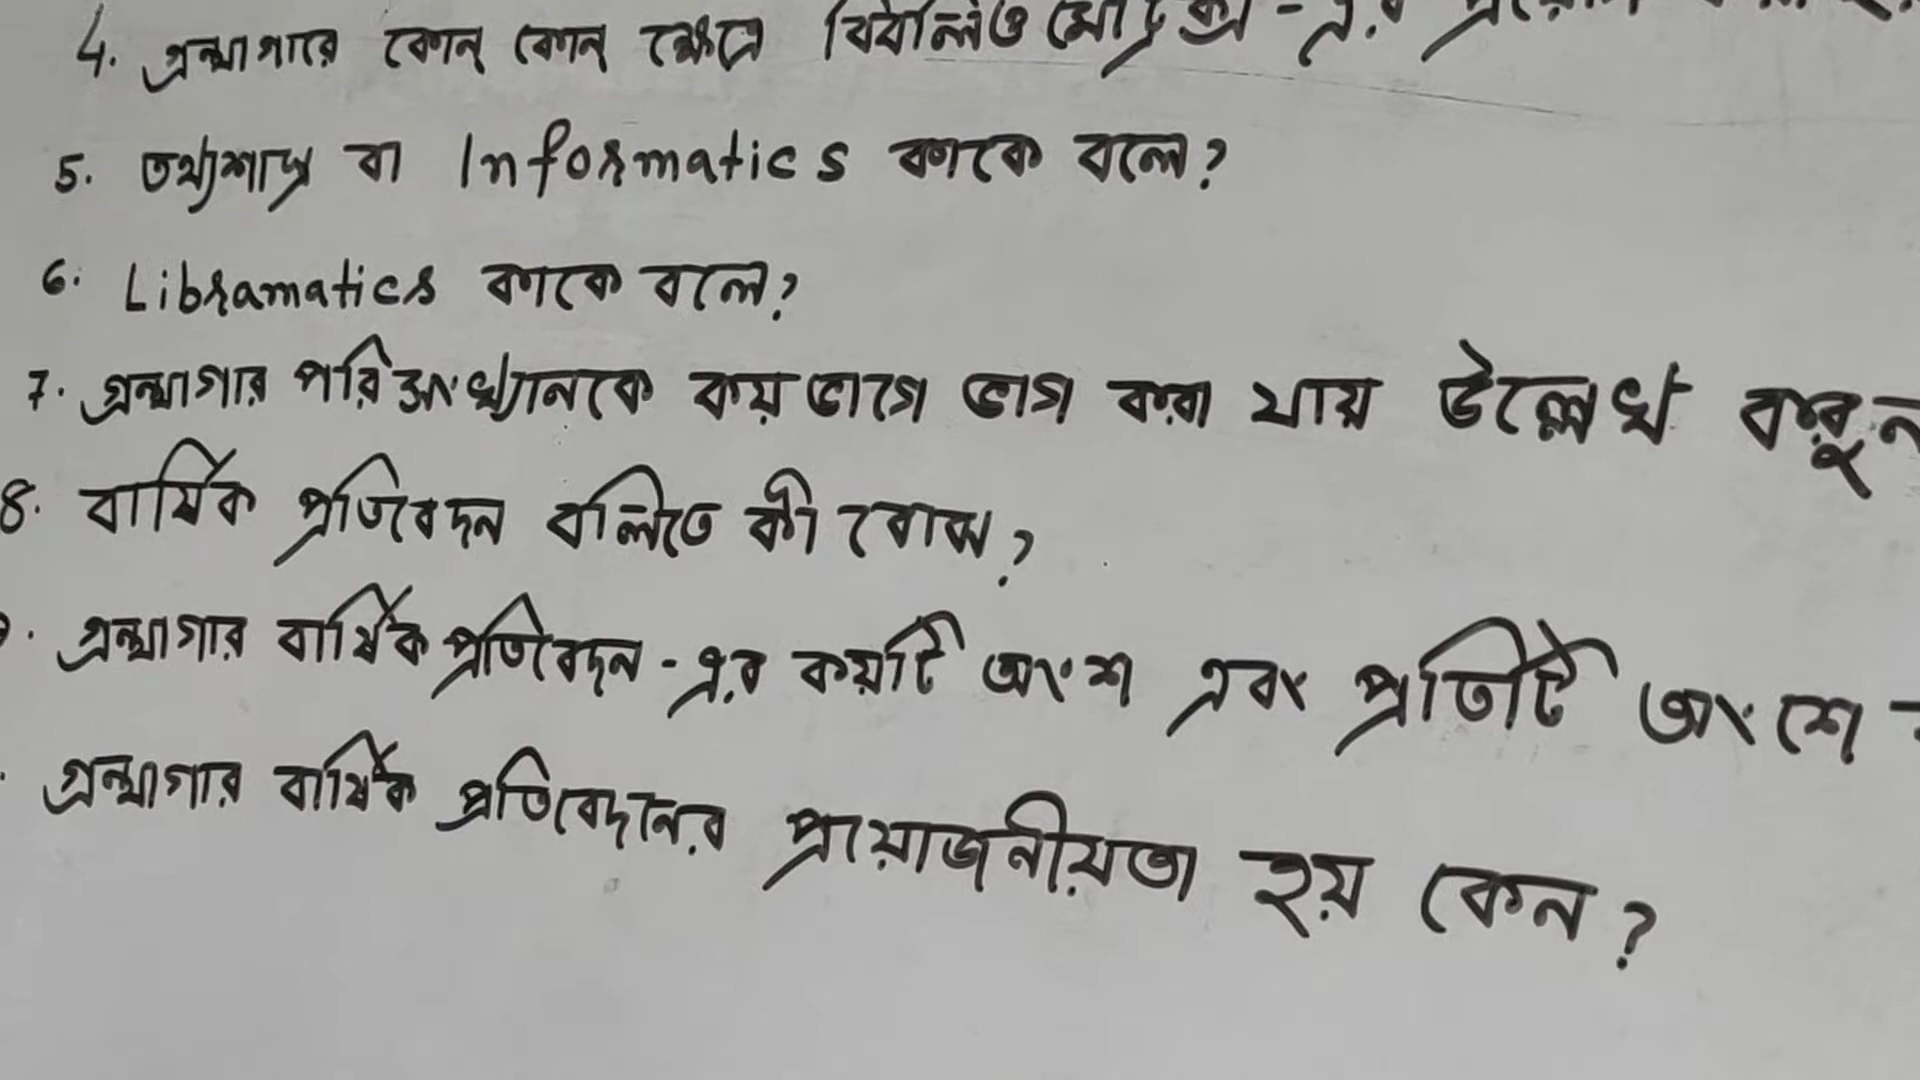 4. গ্রন্থাগারে কোন্ কোন্ ক্ষেত্রে বিবলিওমেট্রিক্স - এর
5. তথ্যশাস্ত্র বা Informatics কাকে বলে?
6. Libramatics কাকে বলে?
7. গ্রন্থাগার পরিসংখ্যানকে কয় ভাগে ভাগ করা যায় উল্লেখ করুন
8. বার্ষিক প্রতিবেদন বলিতে কী বোঝ?
গ্রন্থাগার বার্ষিক প্রতিবেদন - এর কয়টি অংশ এবং প্রতিটি অংশে
গ্রন্থাগার বার্ষিক প্রতিবেদনের প্রয়োজনীয়তা হয় কেন?